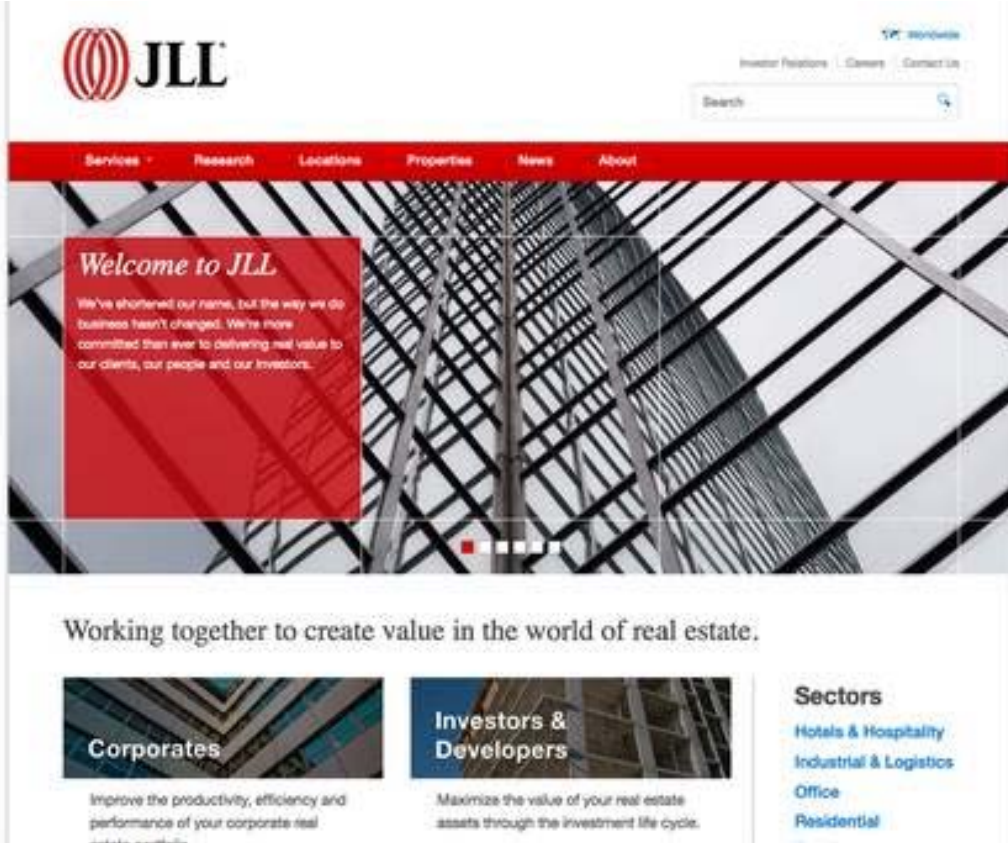 JLL
Worldwide
Investor Relations
Careers
Contact Us
Search
Services
Research
Locations
Properties
News
About
Welcome to JLL
We've shortened our name, but the way we do
business hasn't changed. We're more
committed than ever to delivering real value to
our clients, our people and our investors.
Working together to create value in the world of real estate.
Corporates
Improve the productivity, efficiency and
performance of your corporate real
estate portfolio.
Investors &
Developers
Maximize the value of your real estate
assets through the investment life cycle.
Sectors
Hotels & Hospitality
Industrial & Logistics
Office
Residential